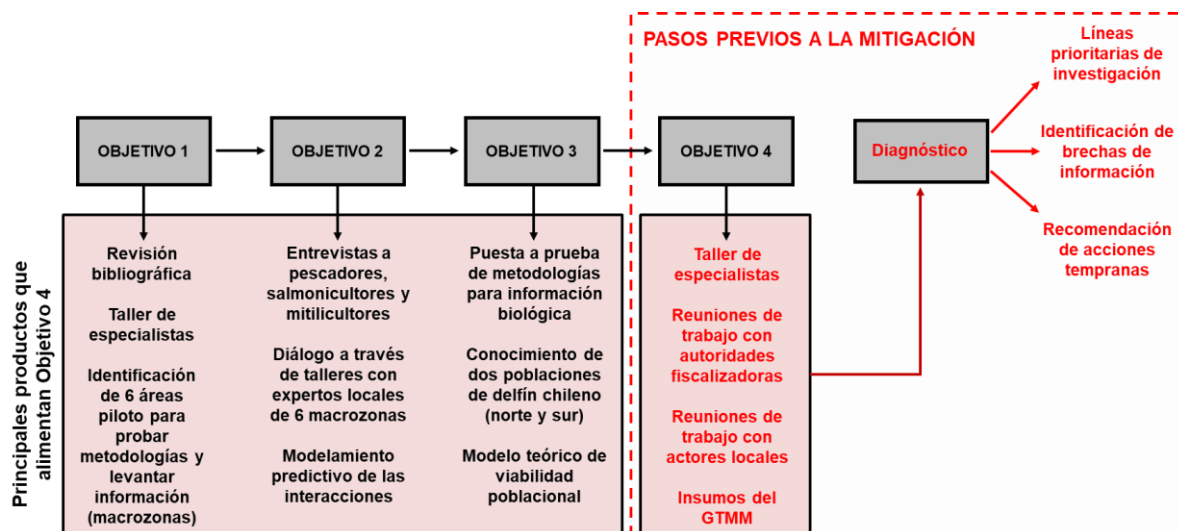 PASOS PREVIOS A LA MITIGACIÓN
Líneas
prioritarias de
investigación
OBJETIVO 1
OBJETIVO 2
OBJETIVO 3
OBJETIVO 4
Diagnóstico
Identificación de
brechas de
información
Recomendación
de acciones
tempranas
Principales productos que
alimentan Objetivo 4
Revisión
bibliográfica
Taller de
especialistas
Identificación
de 6 áreas
piloto para
probar
metodologías y
levantar
información
(macrozonas)
Entrevistas a
pescadores,
salmonicultores y
mitilicultores
Diálogo a través
de talleres con
expertos locales
de 6 macrozonas
Modelamiento
predictivo de las
interacciones
Puesta a prueba
de metodologías
para información
biológica
Conocimiento de
dos poblaciones
de delfín chileno
(norte y sur)
Modelo teórico de
viabilidad
poblacional
Taller de
especialistas
Reuniones de
trabajo con
autoridades
fiscalizadoras
Reuniones de
trabajo con
actores locales
Insumos del
GTMM